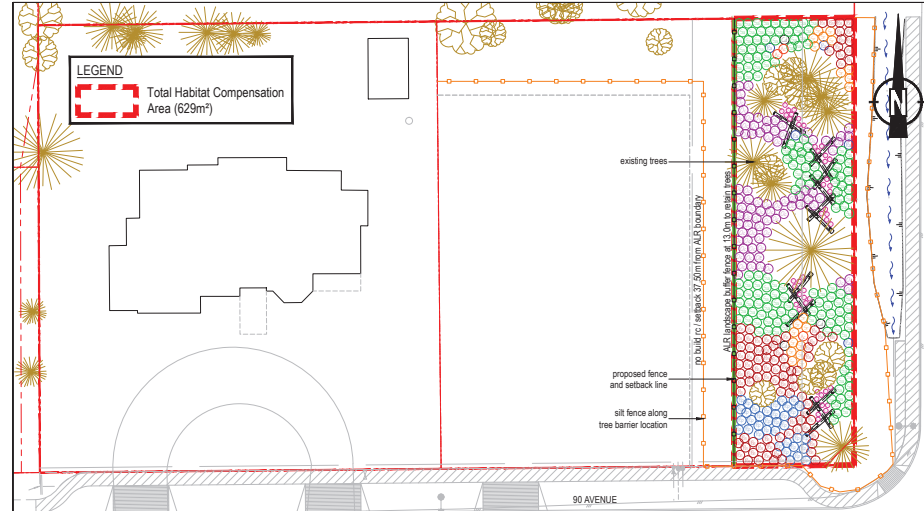 LEGEND
Total Habitat Compensation
Area (629m²)
N
existing trees
no build rc / setback 37.50m from ALR boundary
ALR landscape buffer fence at 13.0m to retain trees
proposed fence
and setback line
silt fence along
tree barrier location
90 AVENUE